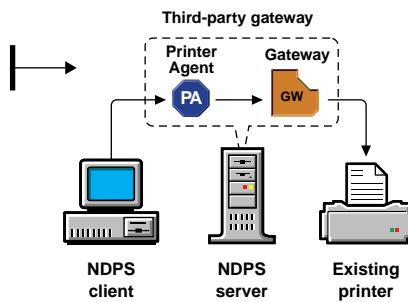 Third-party gateway
Printer
Agent
Gateway
PA
GW
NDPS
client
NDPS
server
Existing
printer